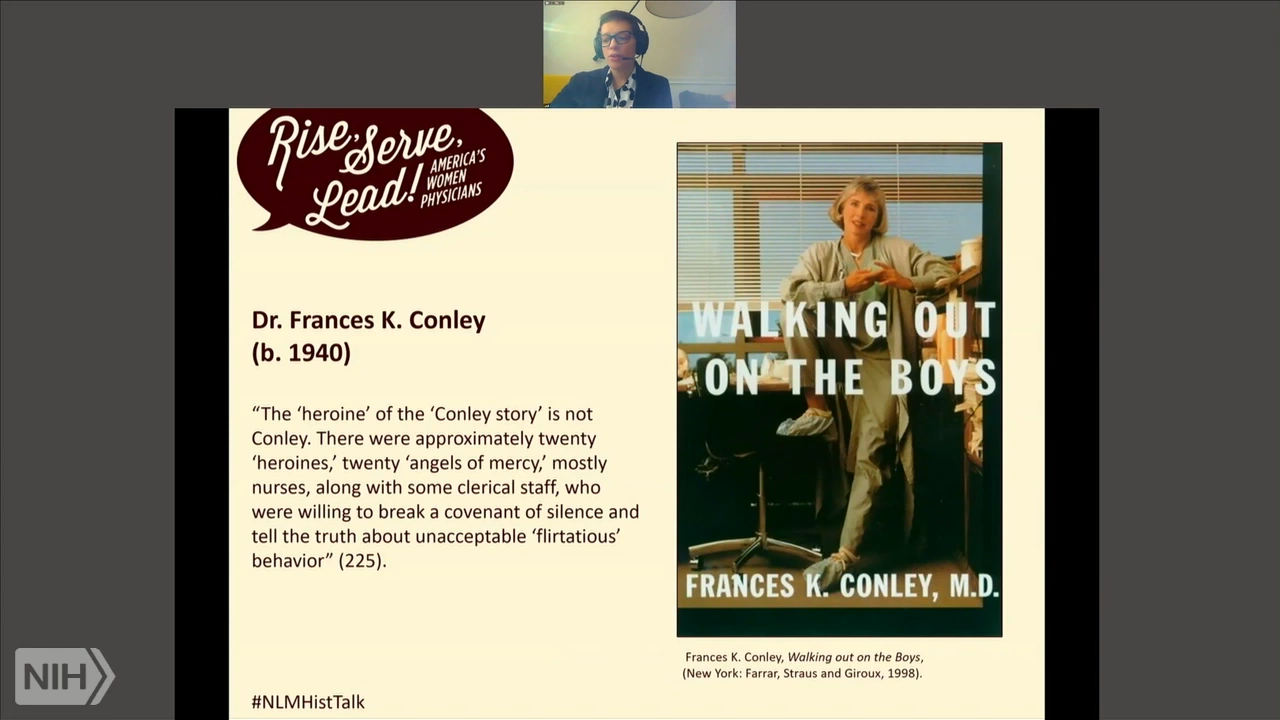 Rise, Serve,
Lead!
AMERICA'S
WOMEN
PHYSICIANS
Dr. Frances K. Conley
(b. 1940)
“The ‘heroine’ of the ‘Conley story’ is not
Conley. There were approximately twenty
‘heroines,’ twenty ‘angels of mercy,’ mostly
nurses, along with some clerical staff, who
were willing to break a covenant of silence and
tell the truth about unacceptable ‘flirtatious’
behavior” (225).
WALKING OUT
ON THE BOYS
FRANCES K. CONLEY, M.D.
Frances K. Conley, Walking out on the Boys,
(New York: Farrar, Straus and Giroux, 1998).
NIH
#NLMHistTalk